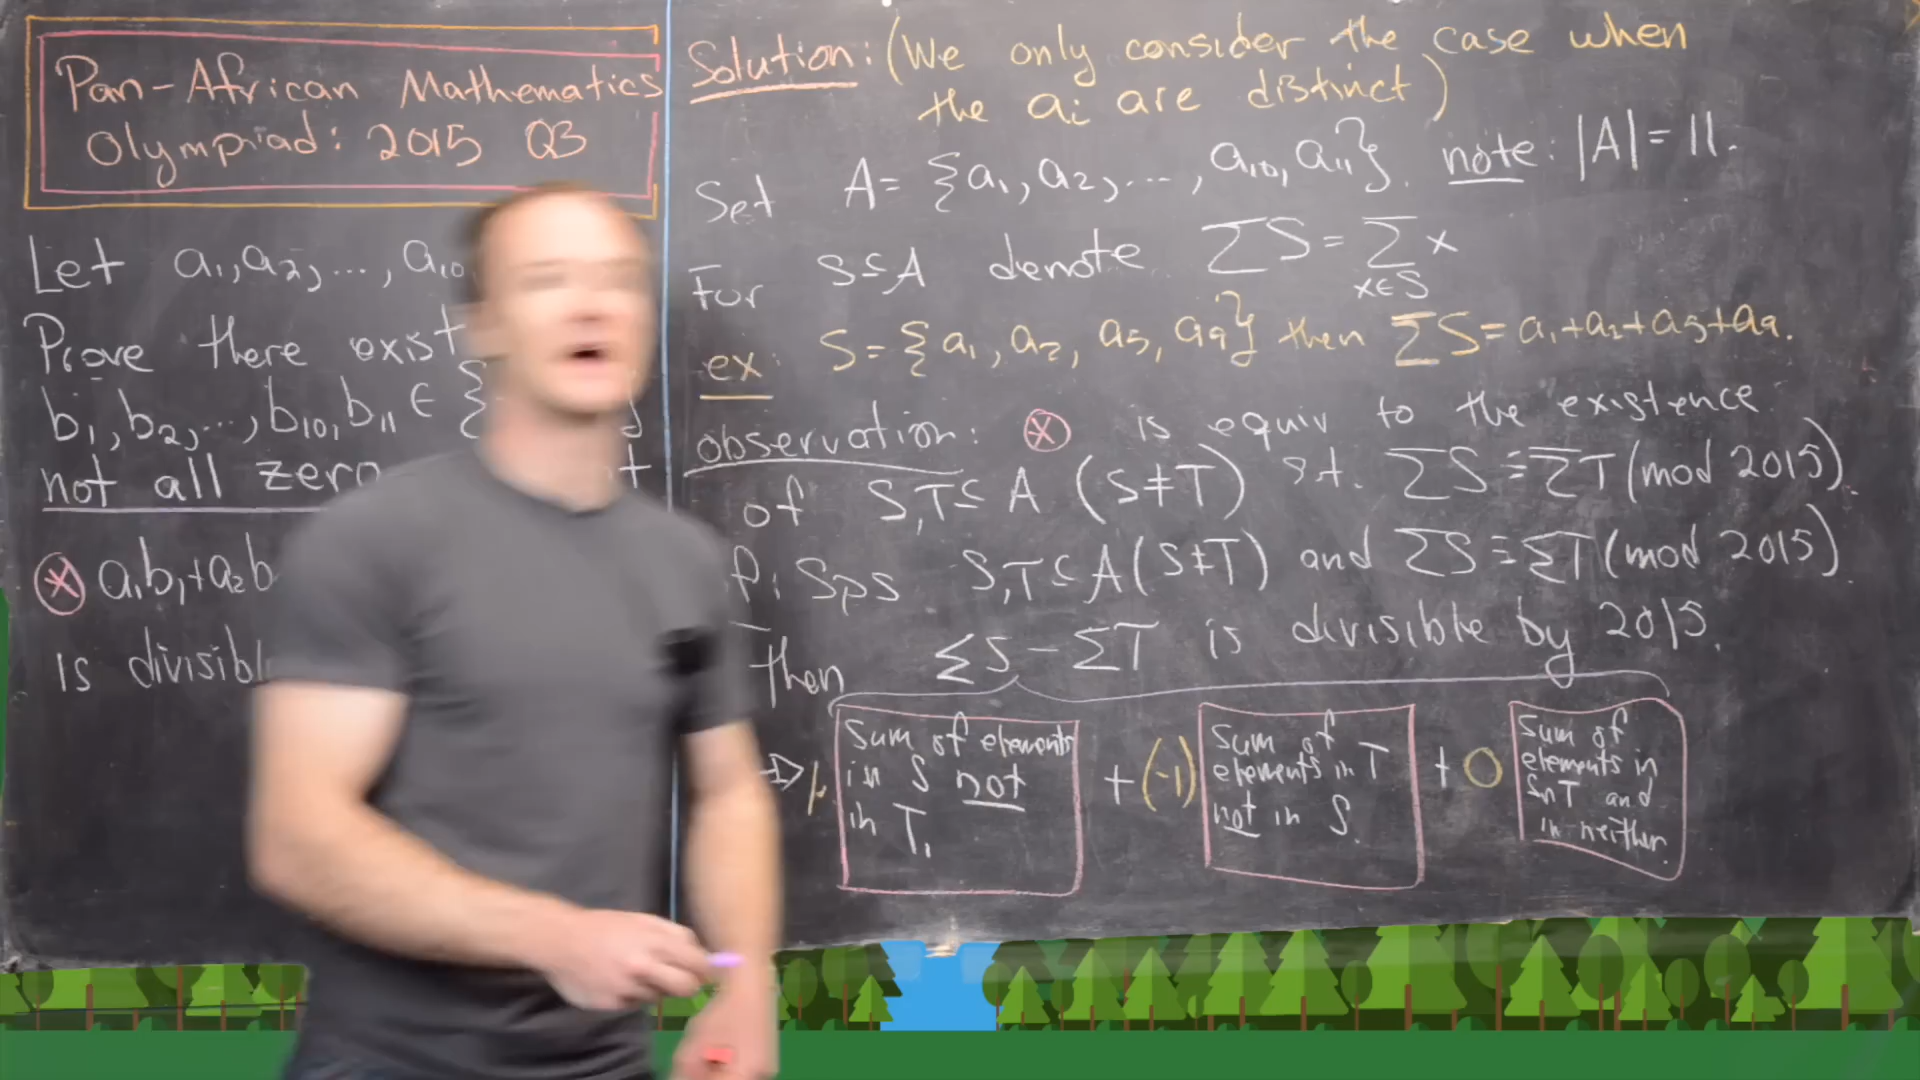 Pan-African Mathematics
Olympiad: 2015 Q3
Let a₁, a₂, ..., a₁₀
Prove there exist
b₁, b₂, ..., b₁₀, b₁₁ ∈ {
not all zero
⊛ a₁b₁+a₂b
is divisibl
Solution: (We only consider the case when
the aᵢ are distinct)
Set A = {a₁, a₂, ..., a₁₀, a₁₁}. note: |A| = 11.
For S⊆A denote ΣS = Σ x
x∈S
ex: S = {a₁, a₂, a₅, a₉} then ΣS = a₁+a₂+a₅+a₉.
observation: ⊛ is equiv to the existence
of S,T⊆A (S≠T) st. ΣS≡ΣT (mod 2015).
Sps S,T⊆A (S≠T) and ΣS≡ΣT (mod 2015)
Then ΣS − ΣT is divisible by 2015.
Sum of elements
in S not
in T,
+ (-1)
Sum of
elements in T
not in S.
+ 0
Sum of
elements in
S∩T and
in neither.